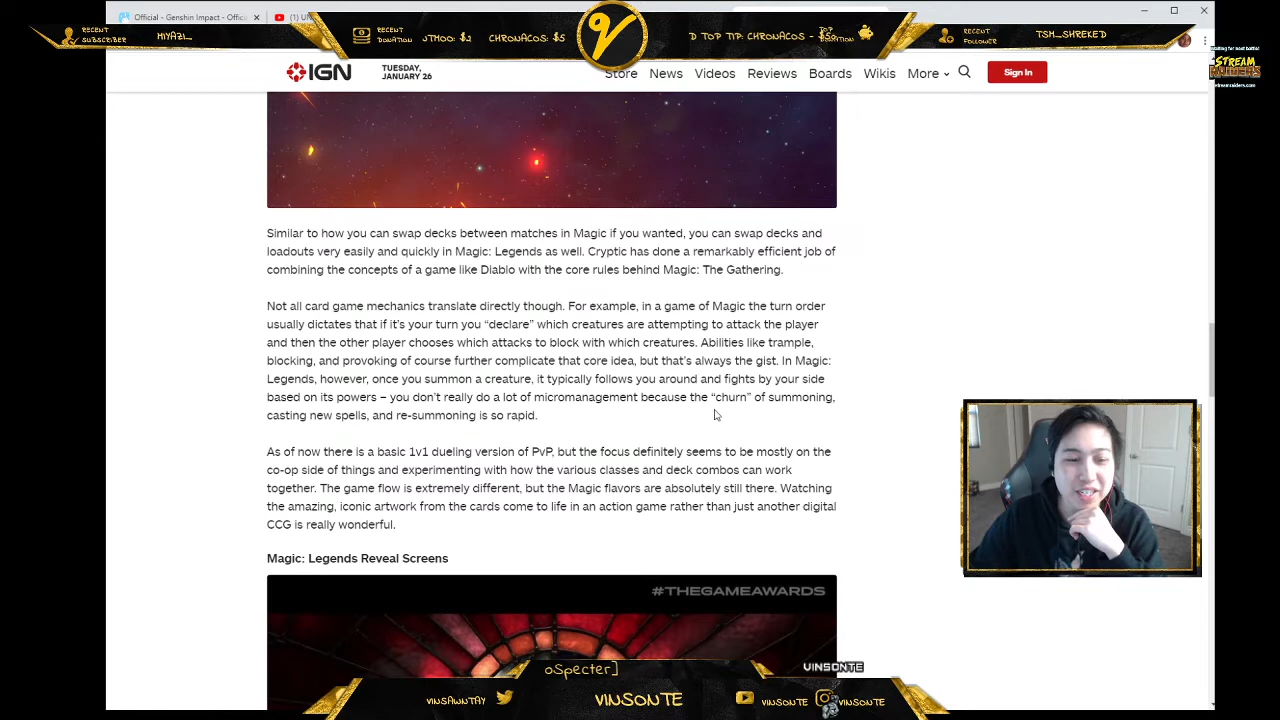 Official - Genshin Impact - Offic
RECENT
SUBSCRIBER
MIYAZI_
RECENT
DONATION
JTMOO: $2
CHRONACOS: $5
D TOP TIP: CHRONACOS - $5
RECENT
FOLLOWER
TSM_SHREKED
Waiting for next battle!
STREAM
RAIDERS
streamraiders.com
IGN
TUESDAY,
JANUARY 26
Store News Videos Reviews Boards Wikis More
Sign In
Similar to how you can swap decks between matches in Magic if you wanted, you can swap decks and
loadouts very easily and quickly in Magic: Legends as well. Cryptic has done a remarkably efficient job of
combining the concepts of a game like Diablo with the core rules behind Magic: The Gathering.
Not all card game mechanics translate directly though. For example, in a game of Magic the turn order
usually dictates that if it's your turn you “declare” which creatures are attempting to attack the player
and then the other player chooses which attacks to block with which creatures. Abilities like trample,
blocking, and provoking of course further complicate that core idea, but that's always the gist. In Magic:
Legends, however, once you summon a creature, it typically follows you around and fights by your side
based on its powers – you don't really do a lot of micromanagement because the “churn” of summoning,
casting new spells, and re-summoning is so rapid.
As of now there is a basic 1v1 dueling version of PvP, but the focus definitely seems to be mostly on the
co-op side of things and experimenting with how the various classes and deck combos can work
together. The game flow is extremely different, but the Magic flavors are absolutely still there. Watching
the amazing, iconic artwork from the cards come to life in an action game rather than just another digital
CCG is really wonderful.
Magic: Legends Reveal Screens
#THEGAMEAWARDS
oSpecter]
VINSONTE
VINSAWNTAY
VINSONTE
VINSONTE
VINSONTE